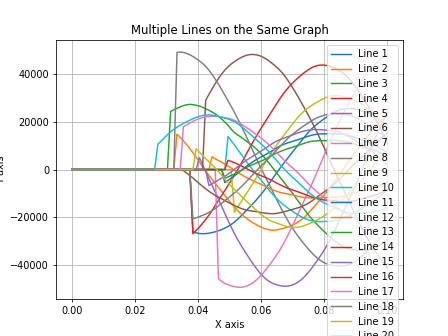 Multiple Lines on the Same Graph
40000
20000
0
−20000
−40000
axis
0.00
0.02
0.04
0.06
X axis
Line 1
Line 2
Line 3
Line 4
Line 5
Line 6
Line 7
Line 8
Line 9
Line 10
Line 11
Line 12
Line 13
Line 14
Line 15
Line 16
Line 17
Line 18
Line 19
Line 20